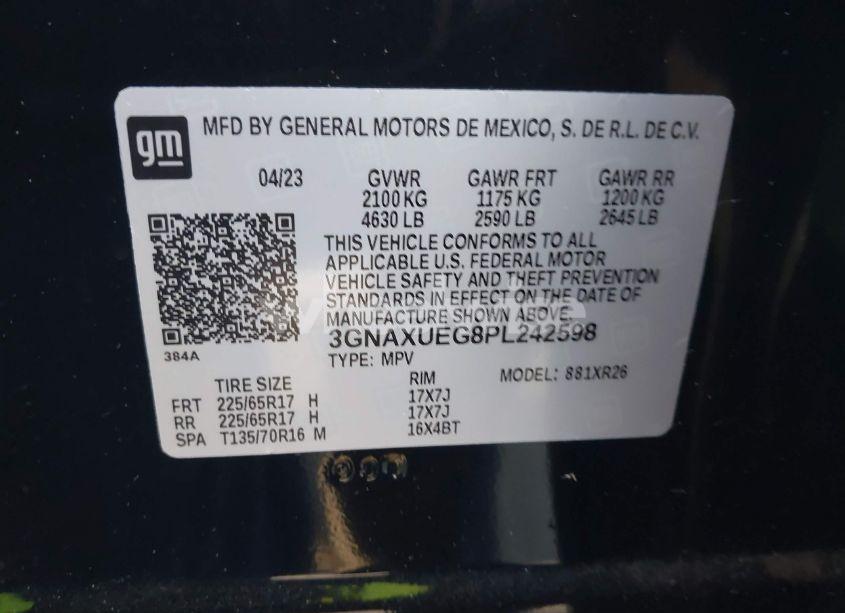 gm
MFD BY GENERAL MOTORS DE MEXICO, S. DE R.L. DE C.V.
04/23 GVWR GAWR FRT GAWR RR
2100 KG 1175 KG 1200 KG
4630 LB 2590 LB 2645 LB
THIS VEHICLE CONFORMS TO ALL
APPLICABLE U.S. FEDERAL MOTOR
VEHICLE SAFETY AND THEFT PREVENTION
STANDARDS IN EFFECT ON THE DATE OF
MANUFACTURE SHOWN ABOVE:
3GNAXUEG8PL242598
384A
TYPE: MPV
MODEL: 881XR26
TIRE SIZE RIM
FRT 225/65R17 H 17X7J
RR 225/65R17 H 17X7J
SPA T135/70R16 M 16X4BT